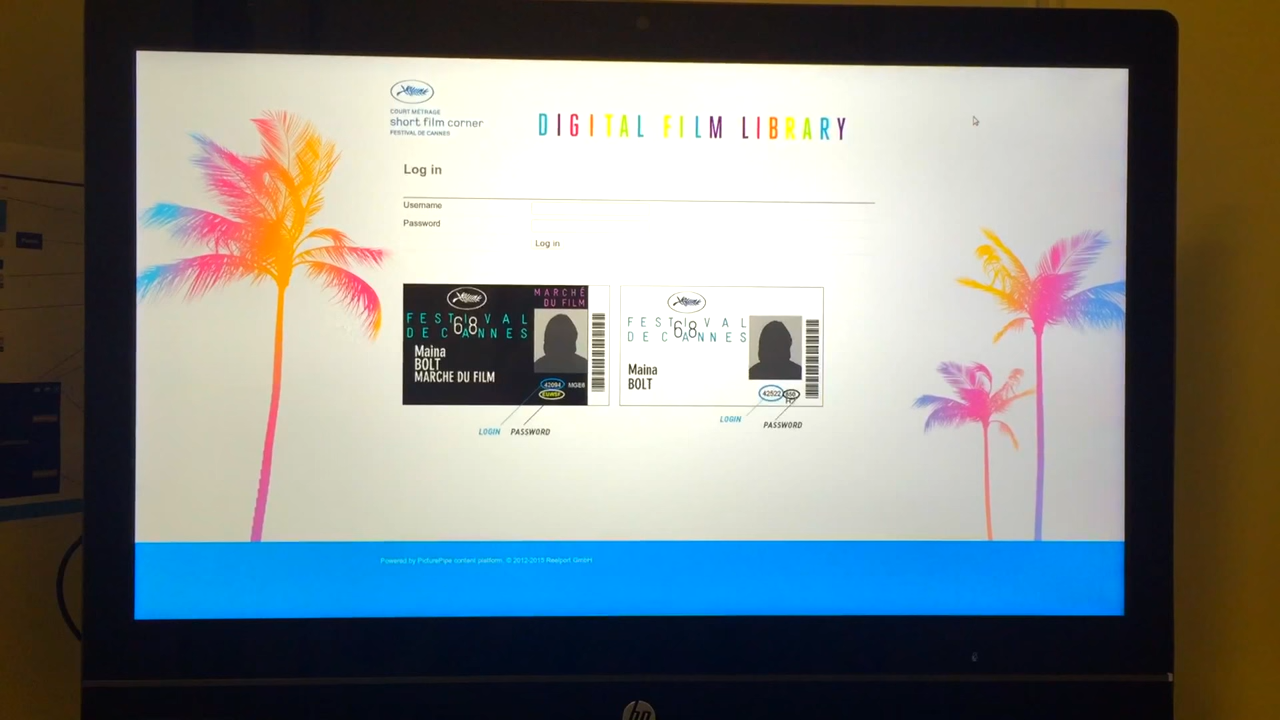 COURT MÉTRAGE
short film corner
FESTIVAL DE CANNES
DIGITAL FILM LIBRARY
Log in
Username
Password
Log in
MARCHÉ
DU FILM
FESTIVAL
DE CANNES
68
Maina
BOLT
MARCHE DU FILM
LOGIN PASSWORD
FESTIVAL
DE CANNES
68
Maina
BOLT
42522
LOGIN
PASSWORD
Powered by PicturePipe content platform, © 2012-2015 Reelport GmbH
hp